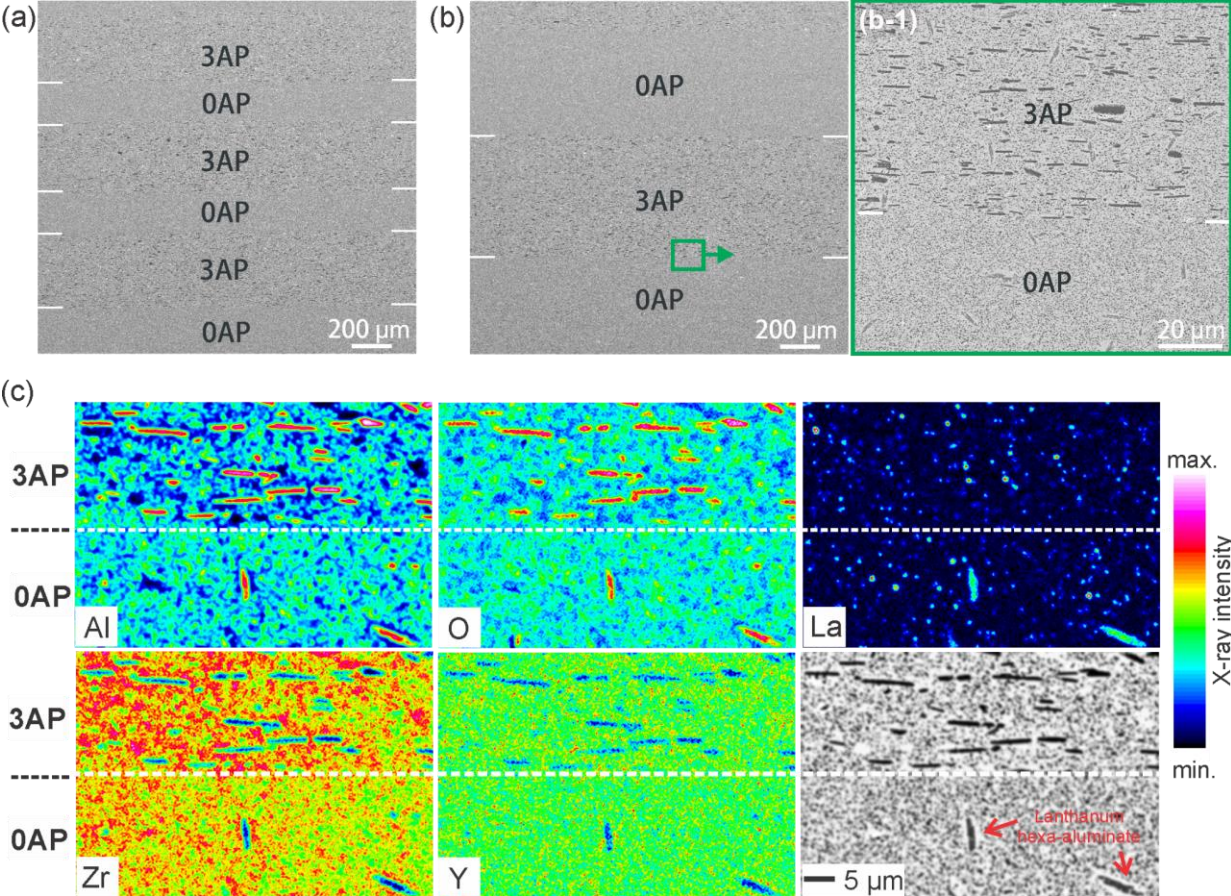 (a)
3AP
0AP
3AP
0AP
3AP
0AP
200 µm
(b)
0AP
3AP
0AP
200 µm
(b-1)
3AP
0AP
20 µm
(c)
3AP
0AP
Al
O
La
max.
X-ray intensity
min.
3AP
0AP
Zr
Y
Lanthanum
hexa-aluminate
5 µm